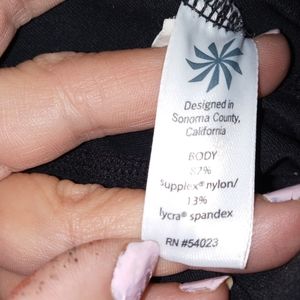 Designed in
Sonoma County,
California
BODY
87%
supplex® nylon/
13%
lycra® spandex
RN #54023